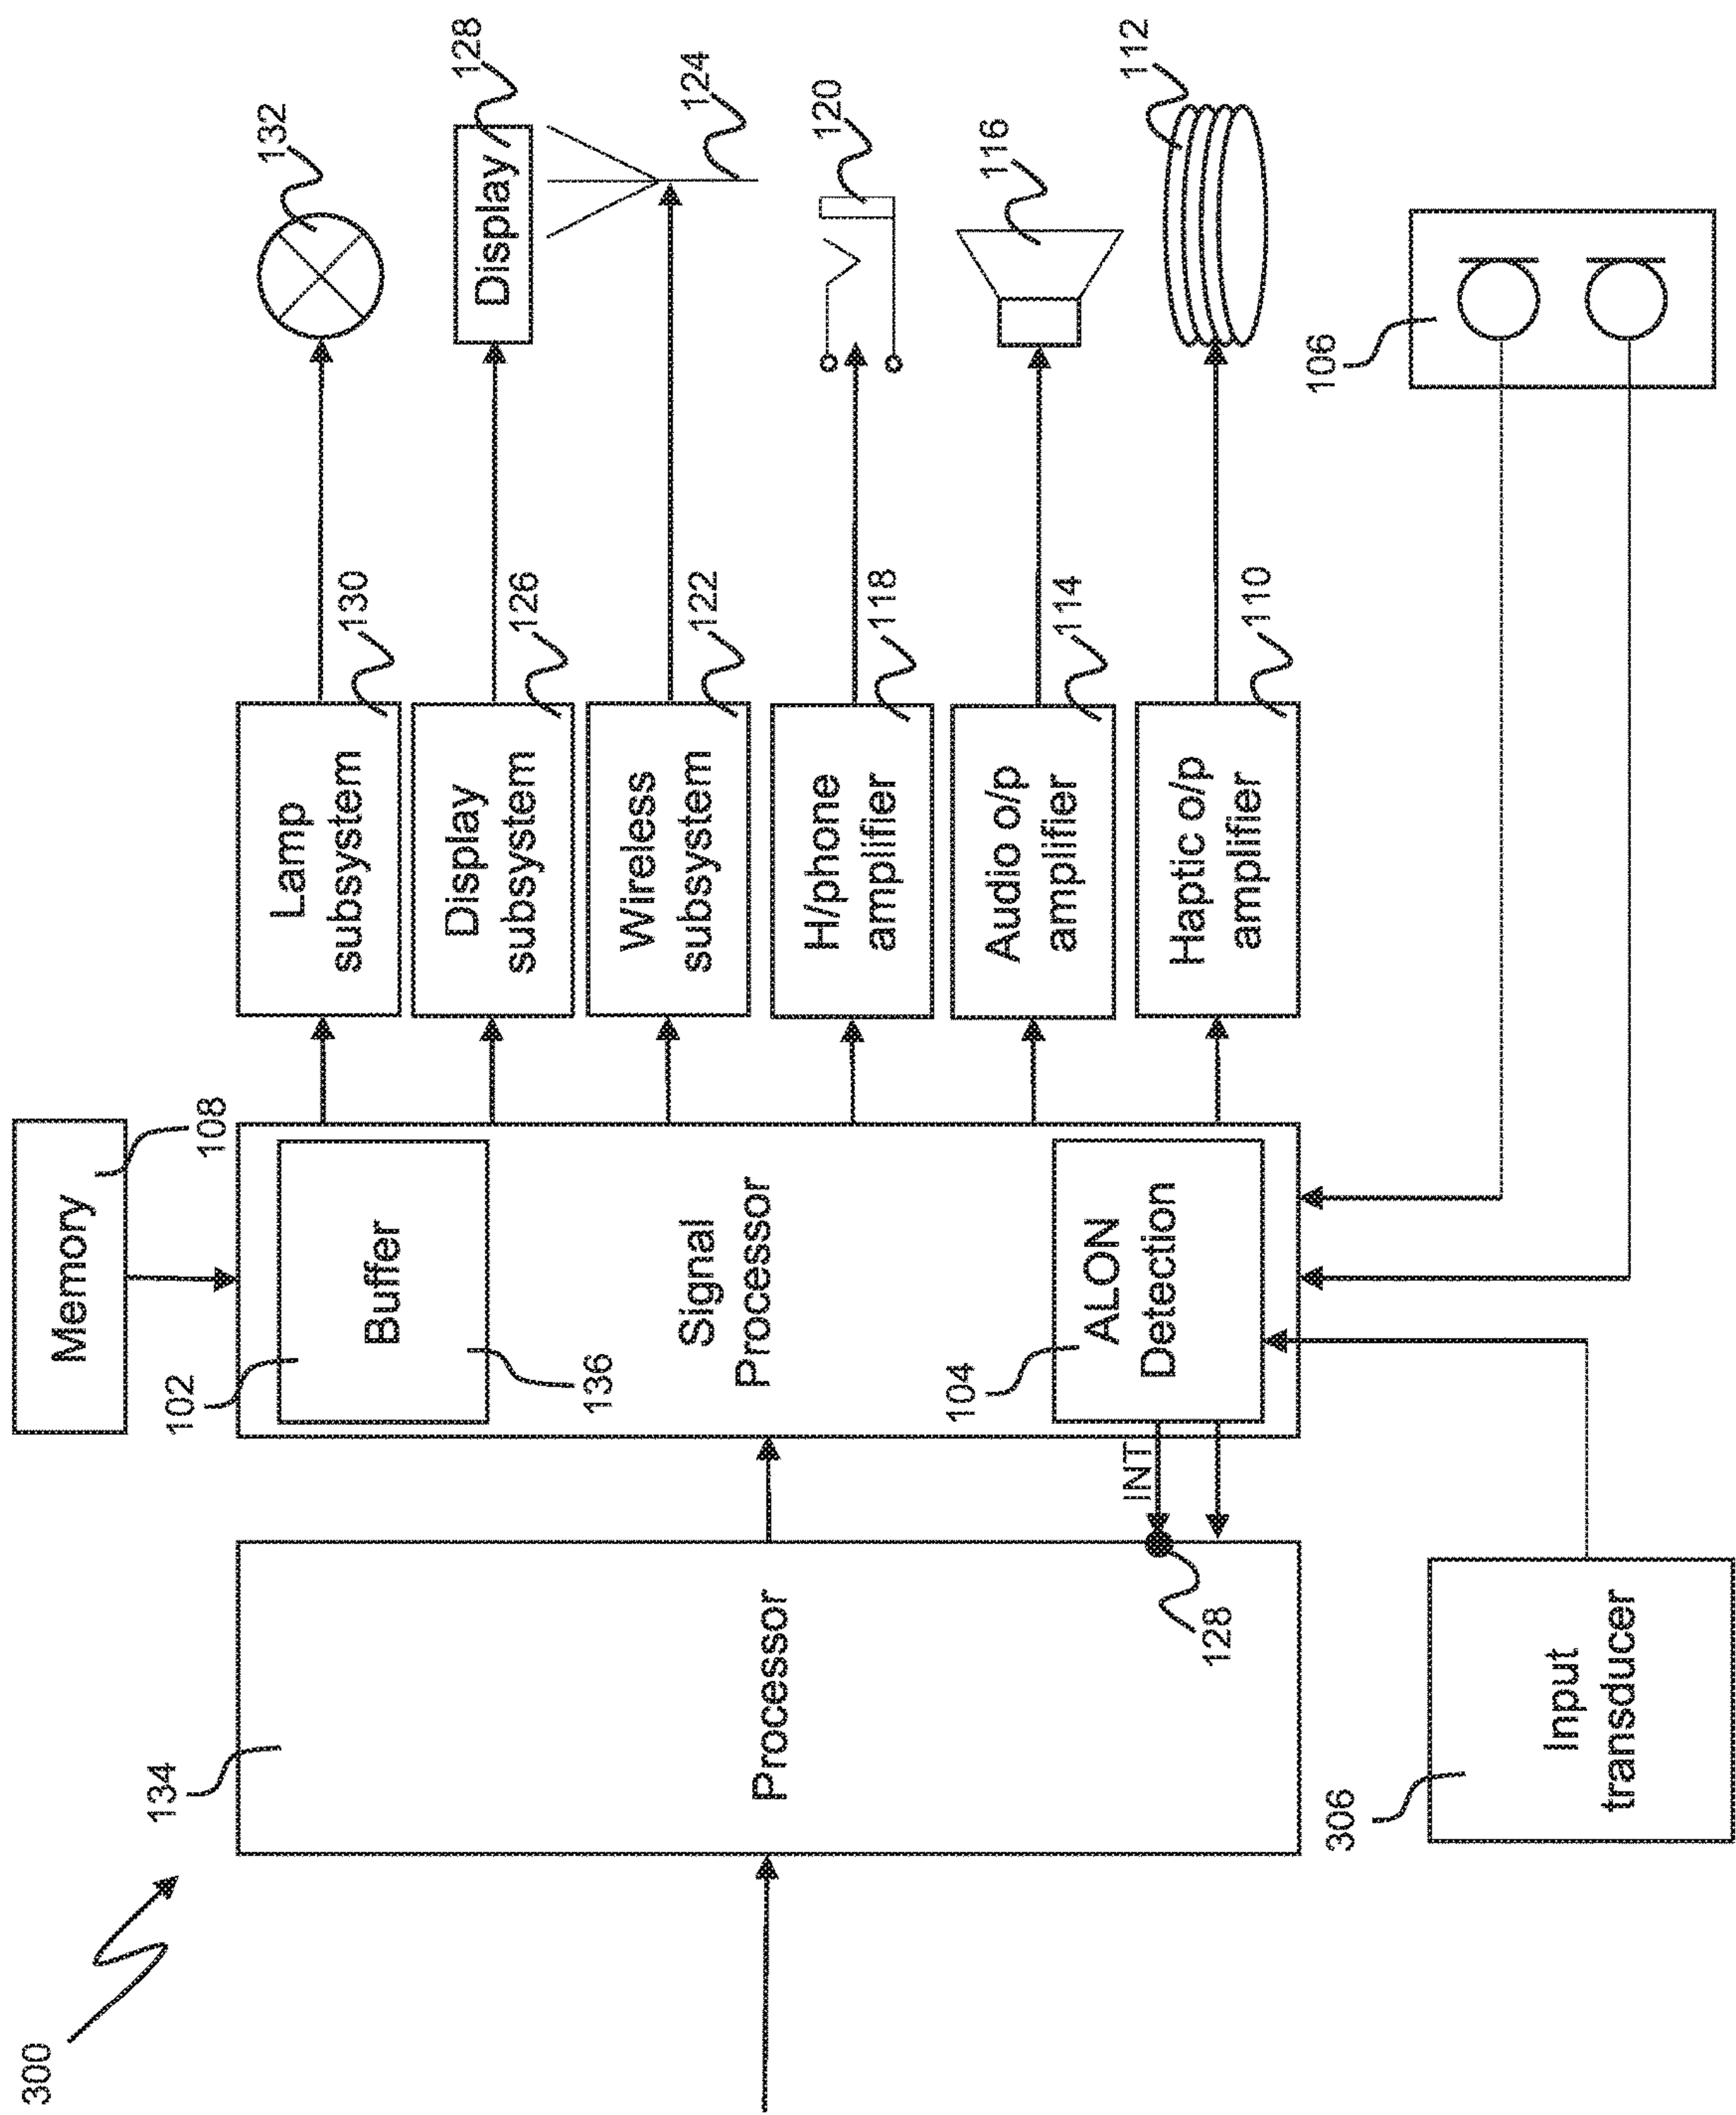 300
134
Processor
128
INT
306
Input
transducer
Memory
108
102
Buffer
136
Signal
Processor
104
ALON
Detection
Lamp
subsystem
130
132
Display
subsystem
126
Display
128
Wireless
subsystem
122
124
H/phone
amplifier
118
120
Audio o/p
amplifier
114
116
Haptic o/p
amplifier
110
112
106